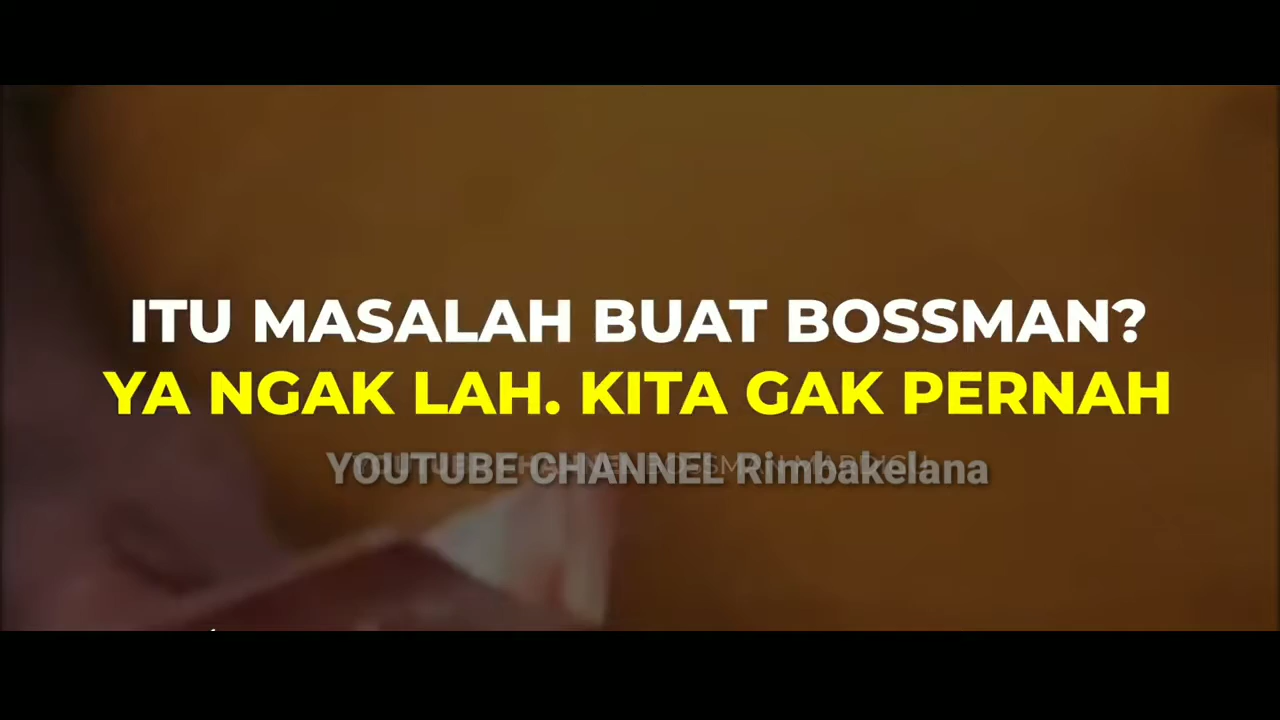 ITU MASALAH BUAT BOSSMAN?
YA NGAK LAH. KITA GAK PERNAH
YOUTUBE CHANNEL Rimbakelana